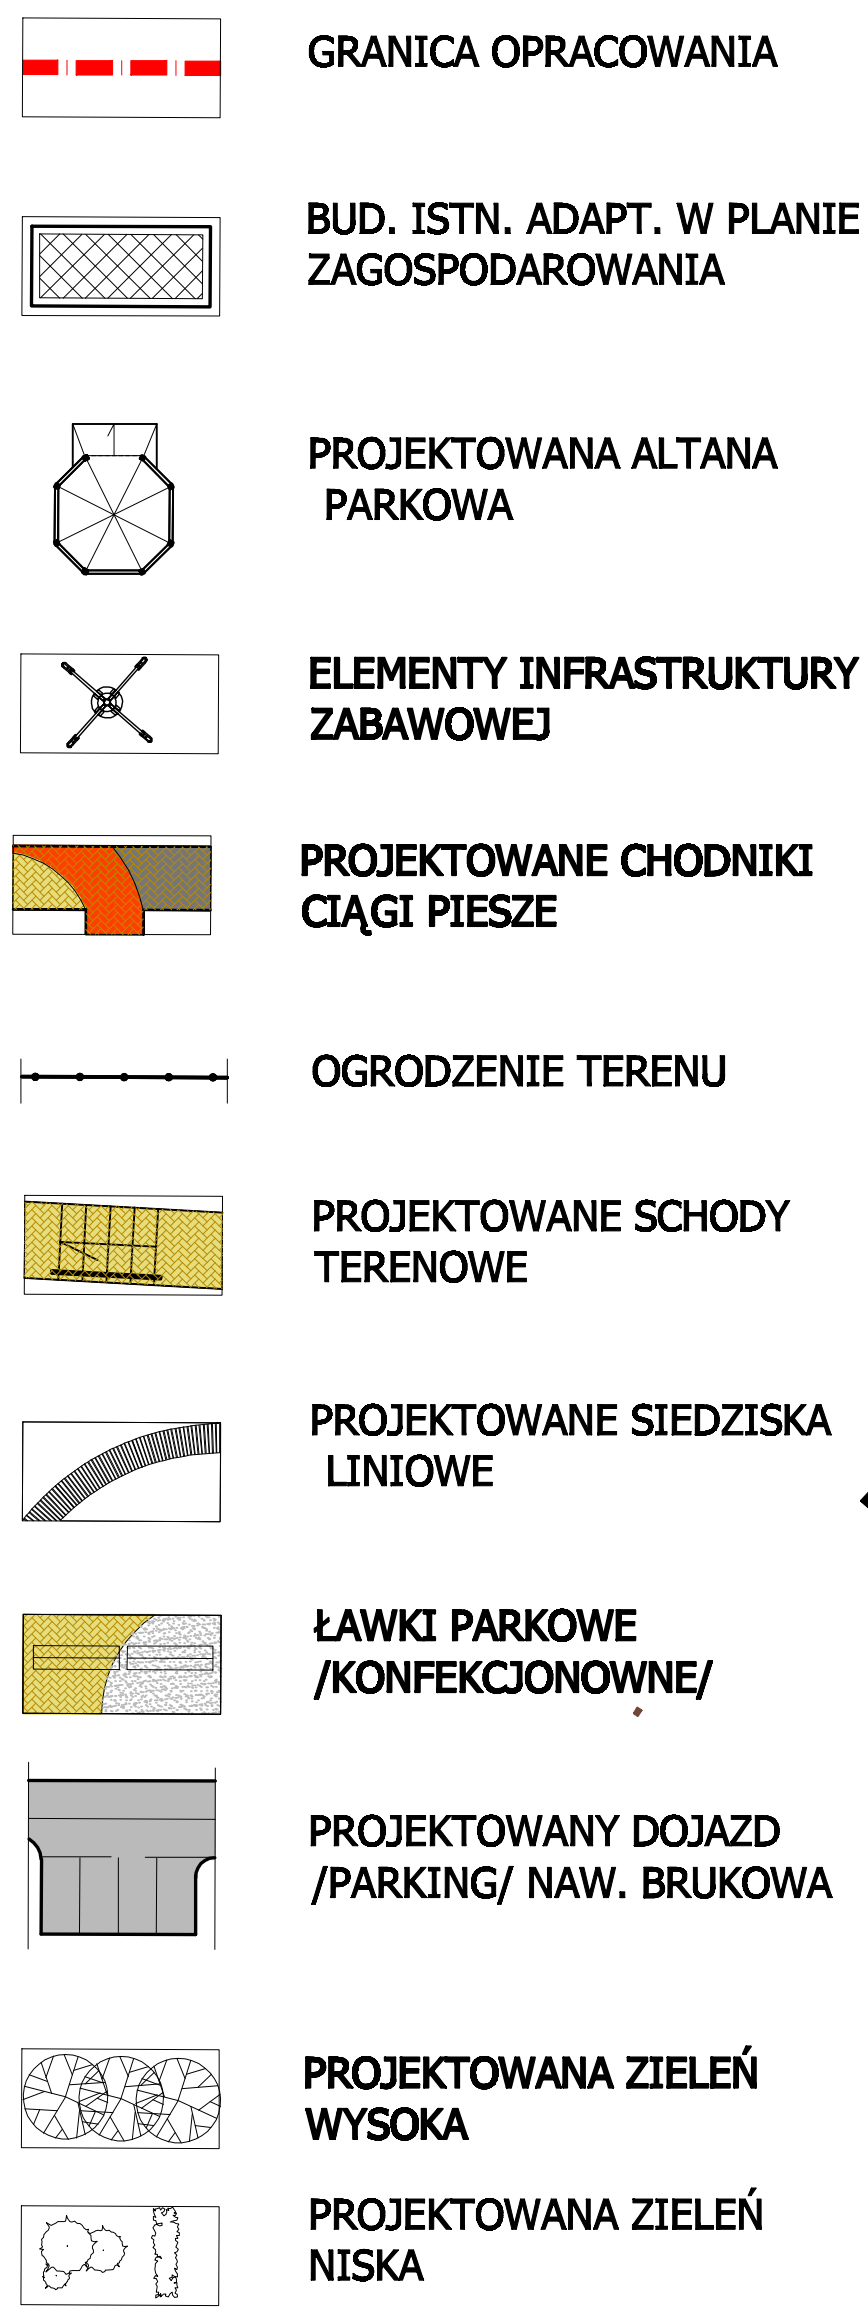 GRANICA OPRACOWANIA
BUD. ISTN. ADAPT. W PLANIE
ZAGOSPODAROWANIA
PROJEKTOWANA ALTANA
PARKOWA
ELEMENTY INFRASTRUKTURY
ZABAWOWEJ
PROJEKTOWANE CHODNIKI
CIĄGI PIESZE
OGRODZENIE TERENU
PROJEKTOWANE SCHODY
TERENOWE
PROJEKTOWANE SIEDZISKA
LINIOWE
ŁAWKI PARKOWE
/KONFEKCJONOWNE/
PROJEKTOWANY DOJAZD
/PARKING/ NAW. BRUKOWA
PROJEKTOWANA ZIELEŃ
WYSOKA
PROJEKTOWANA ZIELEŃ
NISKA